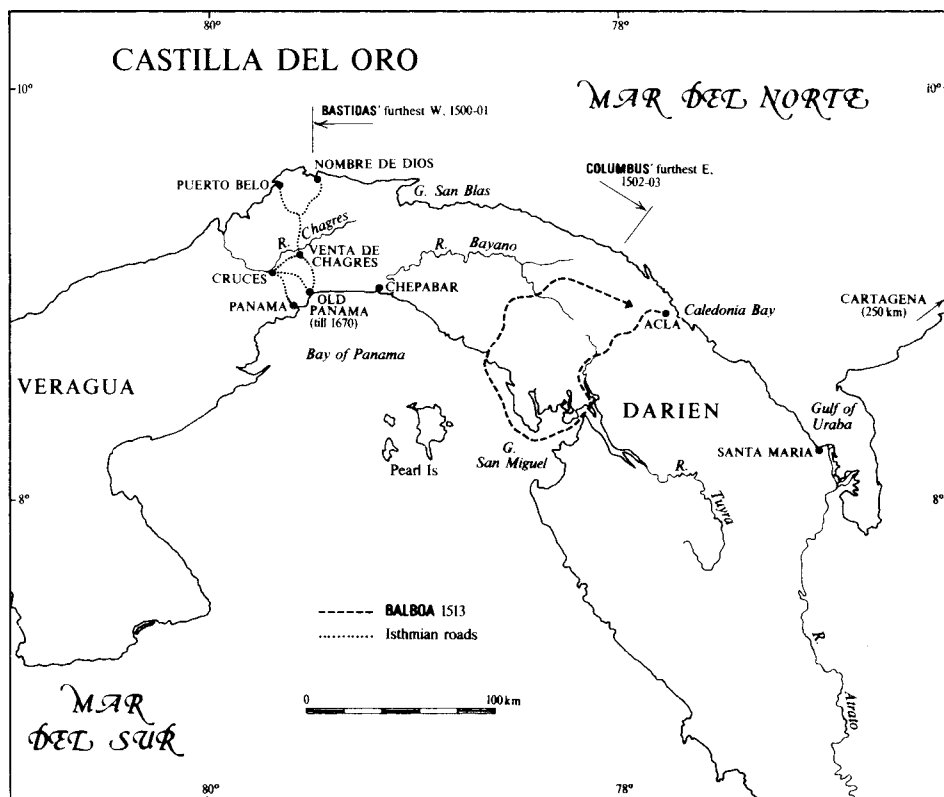 80°
78°
CASTILLA DEL ORO
10°
MAR DEL NORTE
10°
BASTIDAS' furthest W, 1500-01
NOMBRE DE DIOS
PUERTO BELO
COLUMBUS' furthest E,
1502-03
G. San Blas
R. Chagres
VENTA DE
CHAGRES
R. Bayano
CRUCES
CHEPABAR
PANAMA
OLD
PANAMA
(till 1670)
ACLA
Caledonia Bay
CARTAGENA
(250 km)
Bay of Panama
VERAGUA
DARIEN
Gulf of
Uraba
Pearl Is
G.
San Miguel
SANTA MARIA
R.
Tuyra
8°
8°
BALBOA 1513
Isthmian roads
R.
Atrato
0
100 km
MAR
DEL SUR
80°
78°